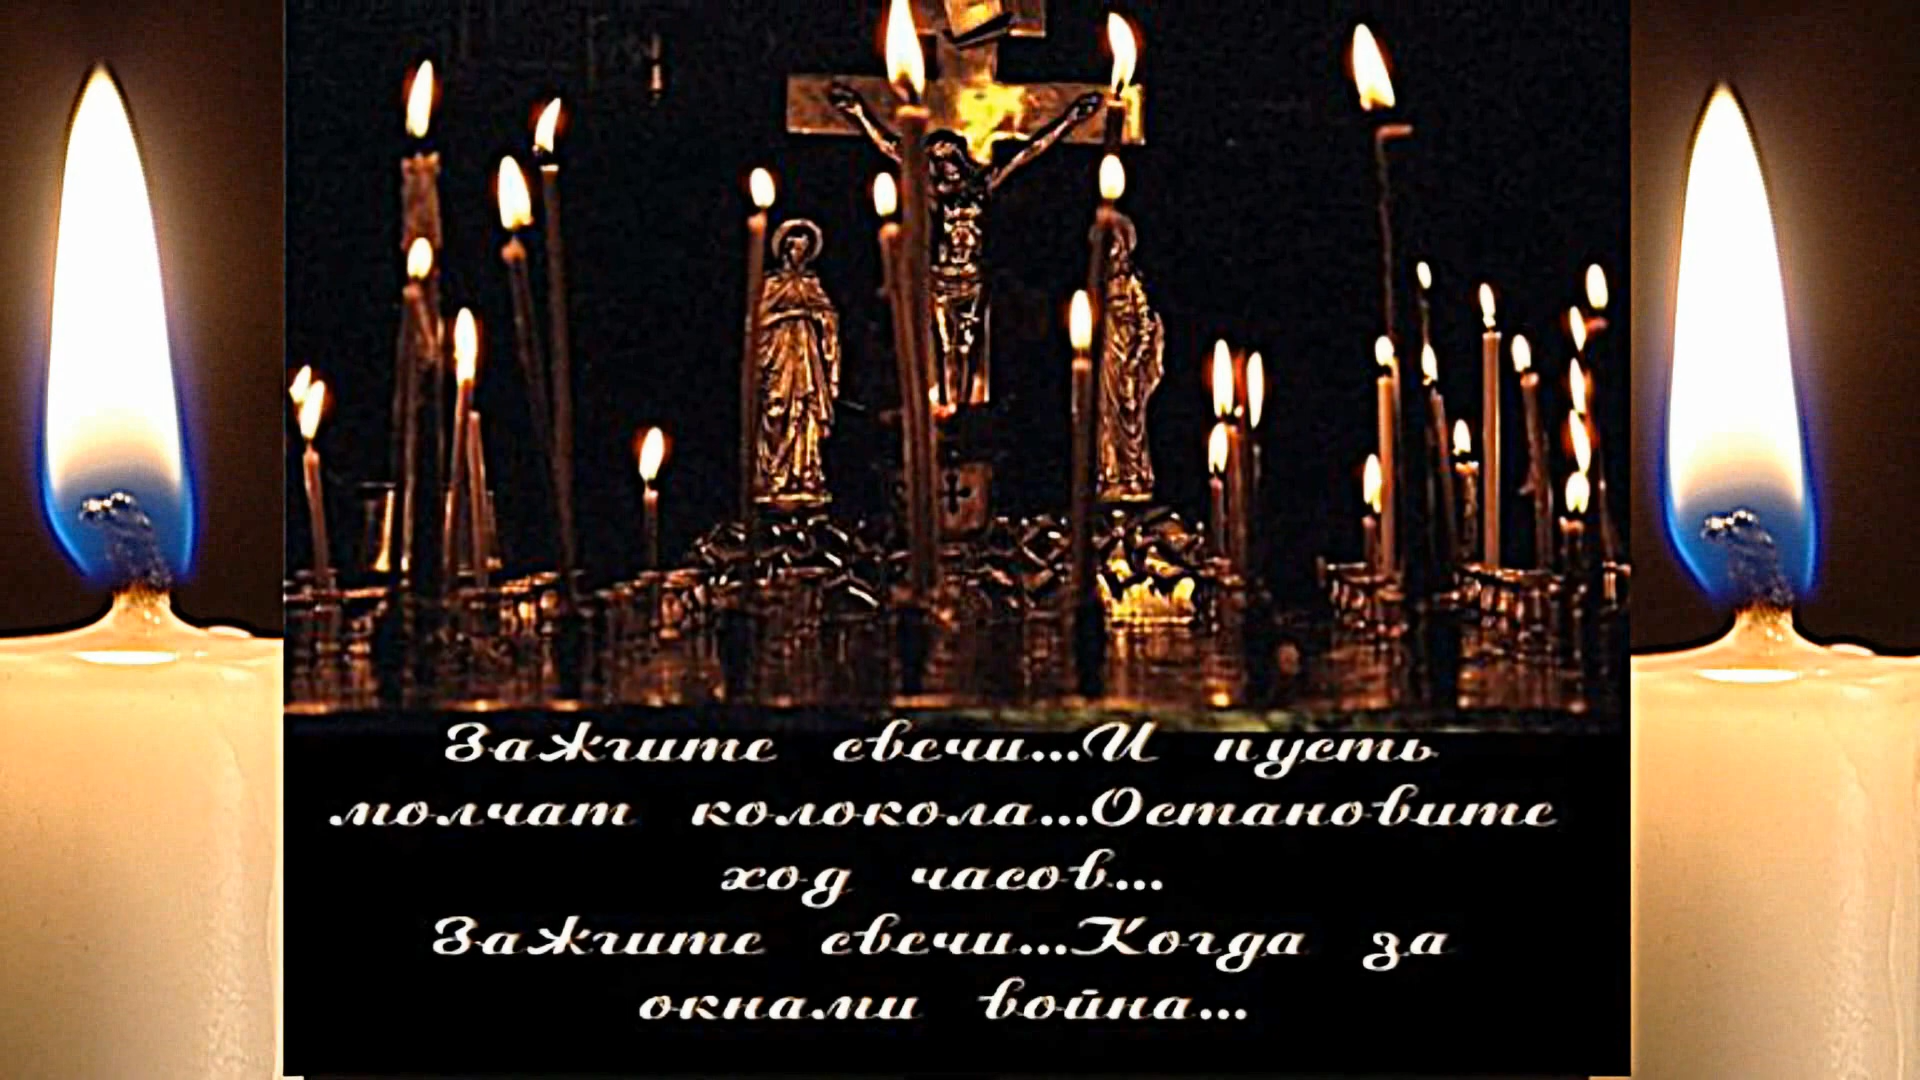 Зажгите свечи...И пусть
молчат колокола...Остановите
ход часов...
Зажгите свечи...Когда за
окнами война...